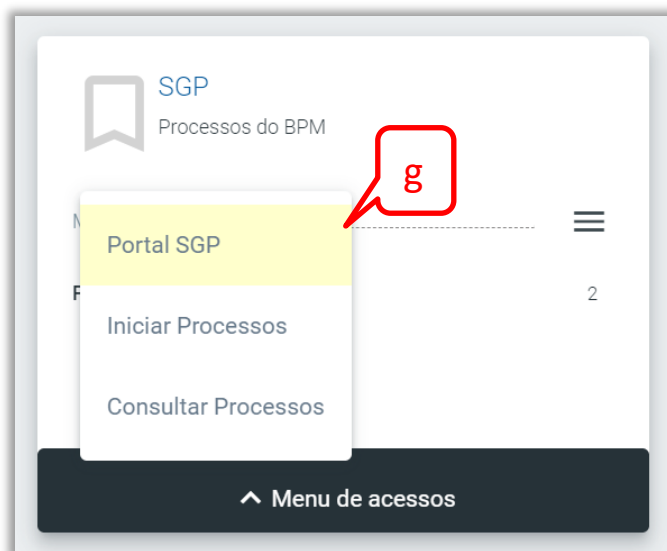 SGP
Processos do BPM
g
Portal SGP
2
Iniciar Processos
Consultar Processos
Menu de acessos